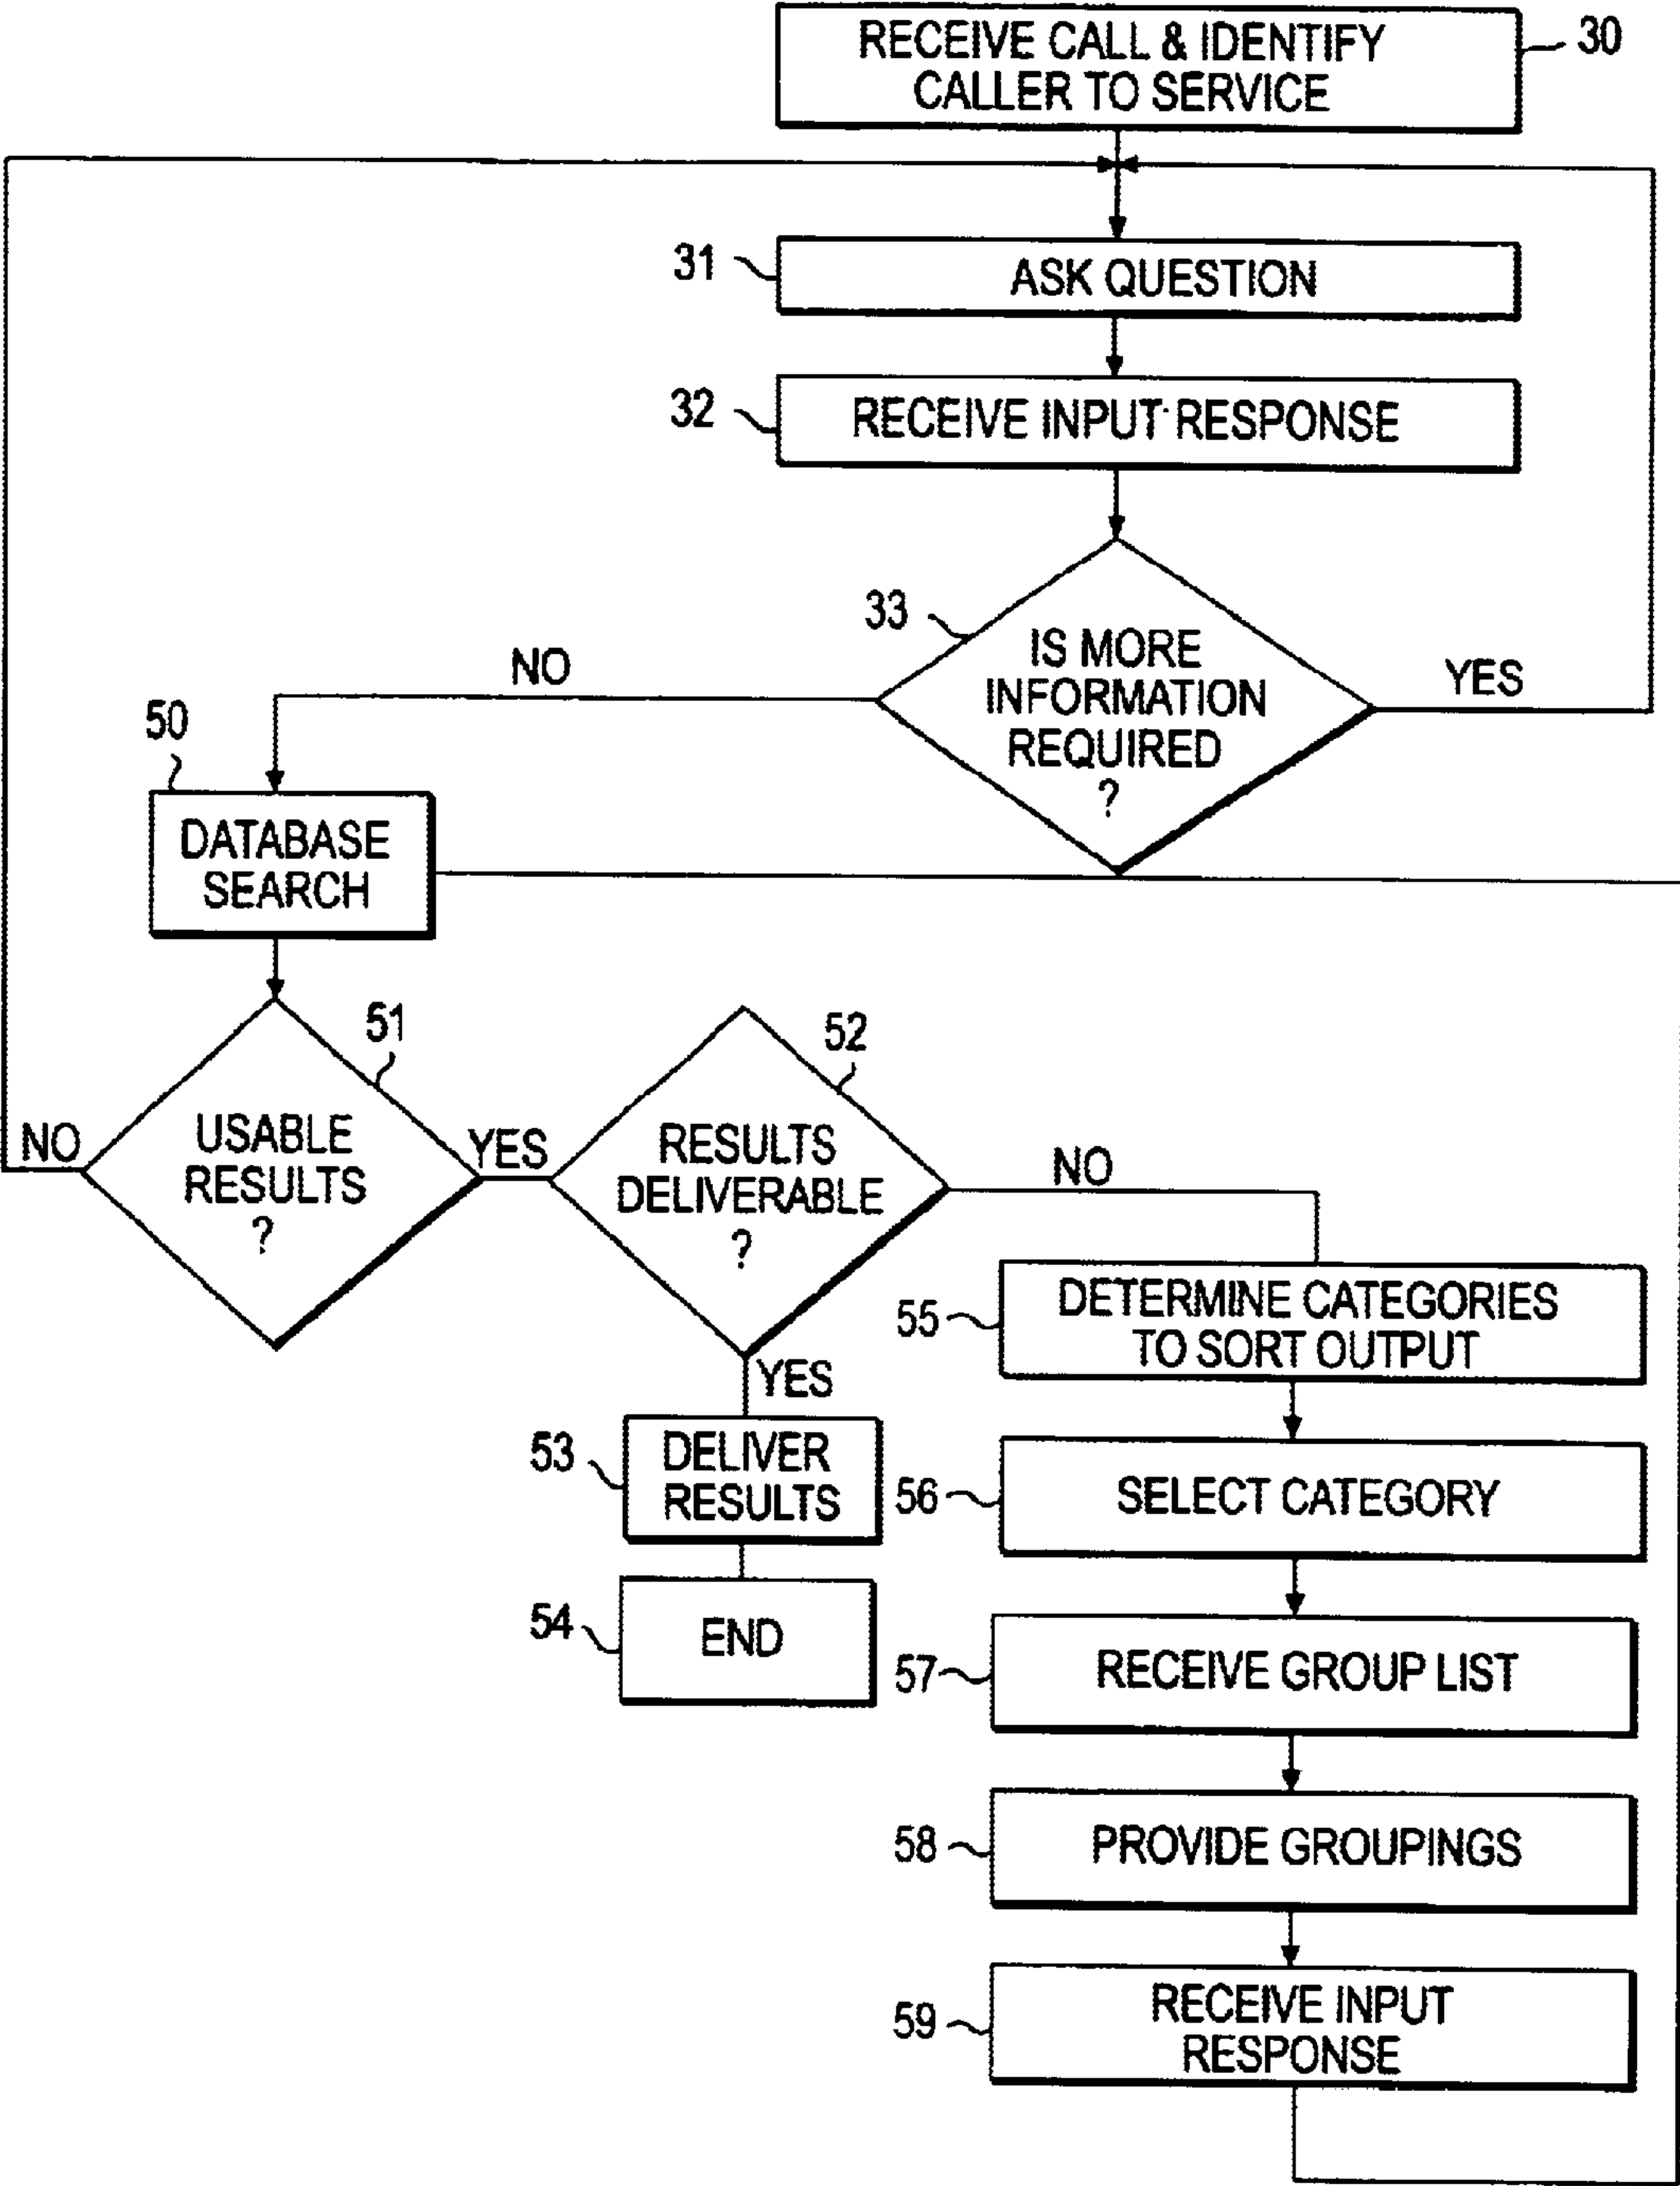 RECEIVE CALL & IDENTIFY
CALLER TO SERVICE
30
31
ASK QUESTION
32
RECEIVE INPUT RESPONSE
33
IS MORE
INFORMATION
REQUIRED
?
NO
YES
50
DATABASE
SEARCH
51
USABLE
RESULTS
?
NO
YES
52
RESULTS
DELIVERABLE
?
NO
YES
53
DELIVER
RESULTS
54
END
55
DETERMINE CATEGORIES
TO SORT OUTPUT
56
SELECT CATEGORY
57
RECEIVE GROUP LIST
58
PROVIDE GROUPINGS
59
RECEIVE INPUT
RESPONSE